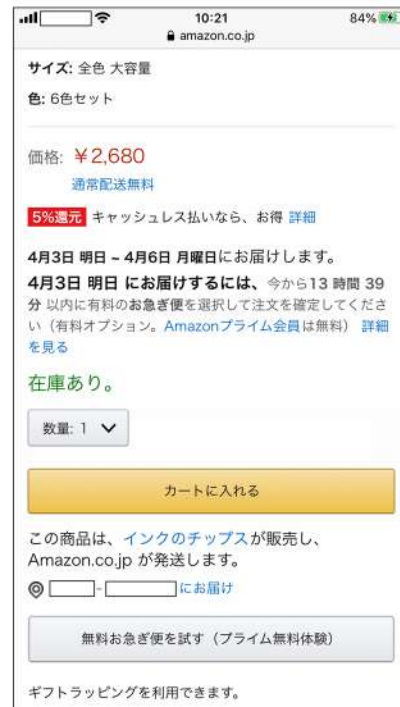 10:21
84%
amazon.co.jp
サイズ: 全色 大容量
色: 6色セット
価格: ￥2,680
通常配送無料
5%還元 キャッシュレス払いなら、お得 詳細
4月3日 明日 ~ 4月6日 月曜日にお届けします。
4月3日 明日 にお届けするには、今から13 時間 39
分 以内に有料のお急ぎ便を選択して注文を確定してくださ
い（有料オプション。Amazonプライム会員は無料） 詳細
を見る
在庫あり。
数量: 1
カートに入れる
この商品は、インクのチップスが販売し、
Amazon.co.jp が発送します。
- にお届け
無料お急ぎ便を試す（プライム無料体験）
ギフトラッピングを利用できます。